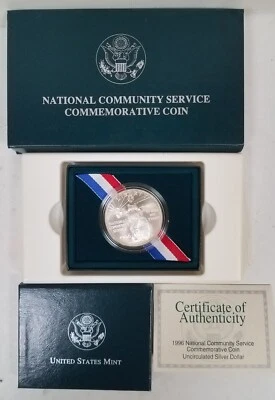 NATIONAL COMMUNITY SERVICE
COMMEMORATIVE COIN
UNITED STATES MINT
Certificate of
Authenticity
1996 National Community Service
Commemorative Coin
Uncirculated Silver Dollar